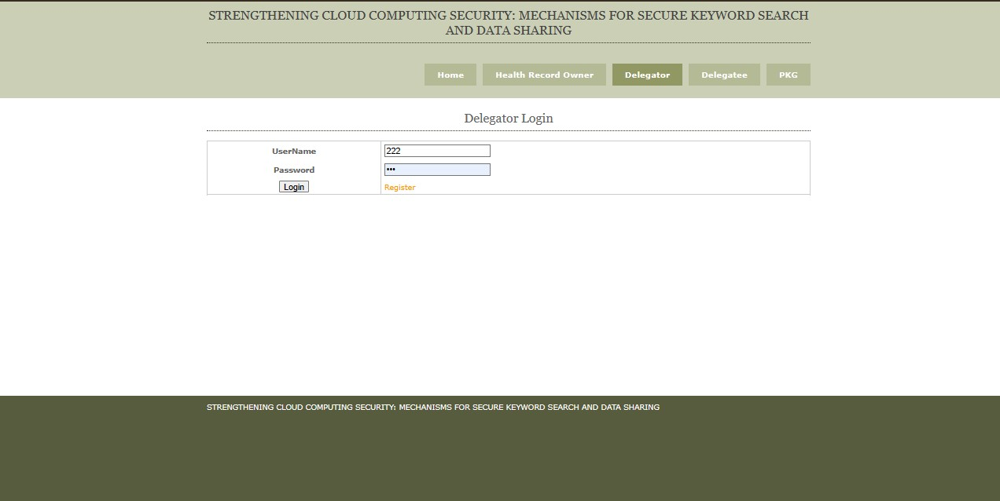 STRENGTHENING CLOUD COMPUTING SECURITY: MECHANISMS FOR SECURE KEYWORD SEARCH
AND DATA SHARING
Home Health Record Owner Delegator Delegatee PKG
Delegator Login
UserName 222
Password •••
Login Register
STRENGTHENING CLOUD COMPUTING SECURITY: MECHANISMS FOR SECURE KEYWORD SEARCH AND DATA SHARING